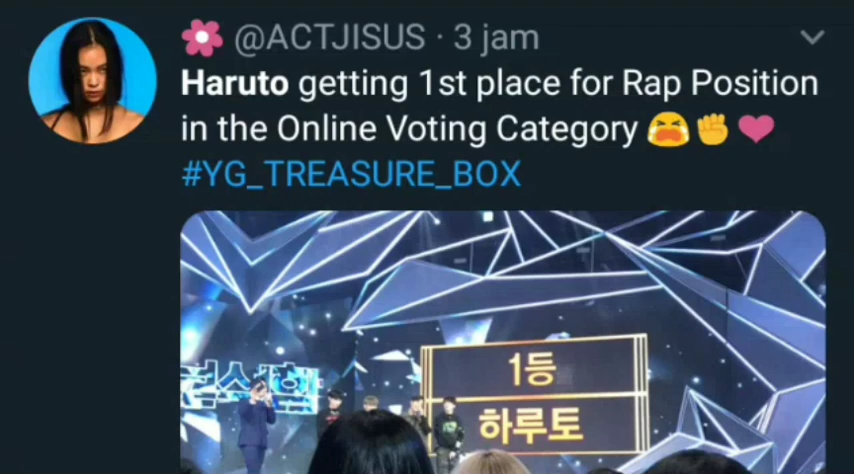 🌸 @ACTJISUS · 3 jam
Haruto getting 1st place for Rap Position
in the Online Voting Category 😭✊❤️
#YG_TREASURE_BOX
1등
하루토